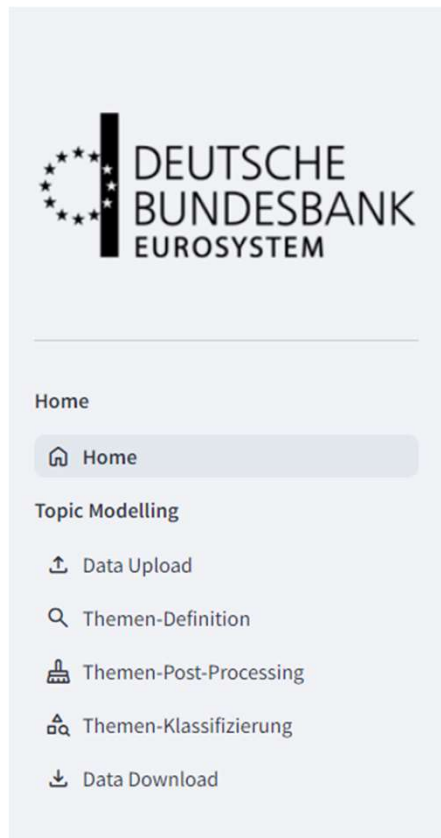 DEUTSCHE
BUNDESBANK
EUROSYSTEM
Home
Home
Topic Modelling
Data Upload
Themen-Definition
Themen-Post-Processing
Themen-Klassifizierung
Data Download